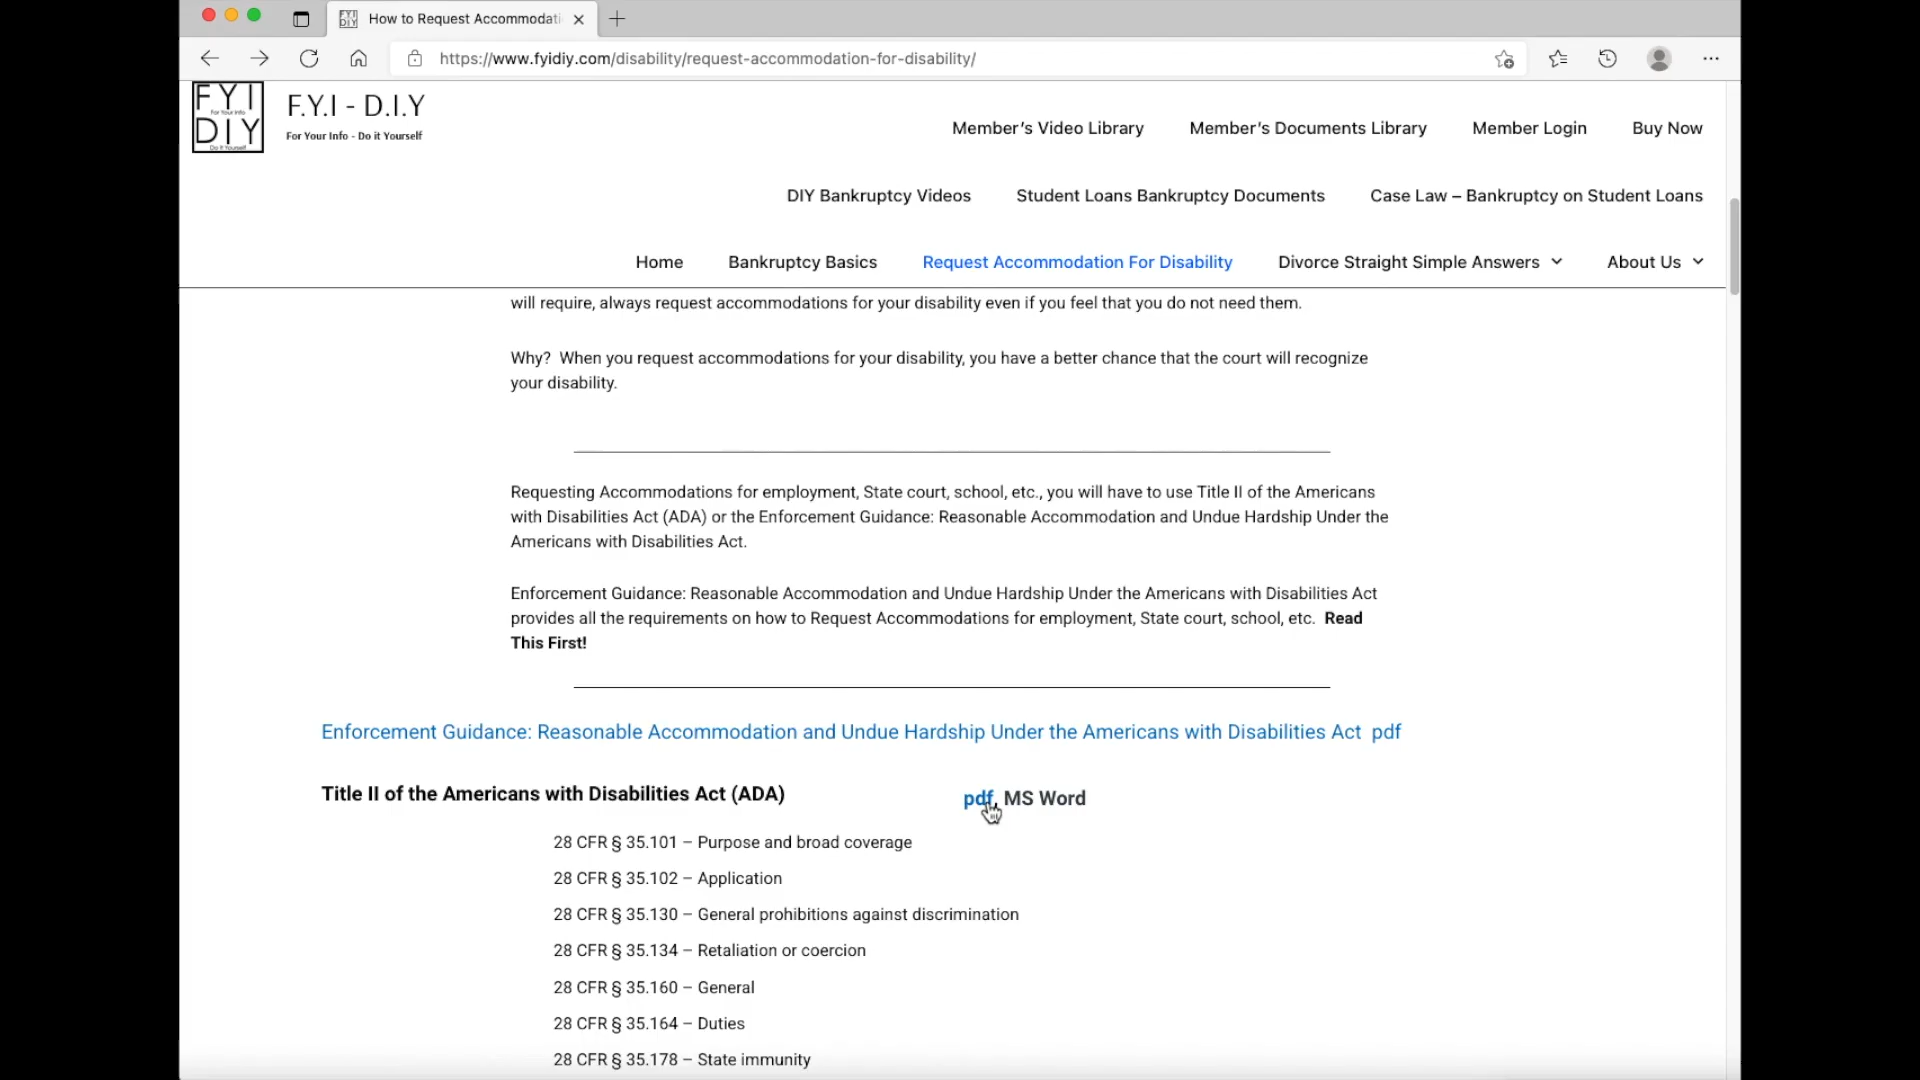 How to Request Accommodati
https://www.fyidiy.com/disability/request-accommodation-for-disability/
FYI
For Your Info
DIY
Do It Yourself
F.Y.I - D.I.Y
For Your Info - Do it Yourself
Member's Video Library
Member's Documents Library
Member Login
Buy Now
DIY Bankruptcy Videos
Student Loans Bankruptcy Documents
Case Law – Bankruptcy on Student Loans
Home
Bankruptcy Basics
Request Accommodation For Disability
Divorce Straight Simple Answers
About Us
will require, always request accommodations for your disability even if you feel that you do not need them.
Why?  When you request accommodations for your disability, you have a better chance that the court will recognize
your disability.
Requesting Accommodations for employment, State court, school, etc., you will have to use Title II of the Americans
with Disabilities Act (ADA) or the Enforcement Guidance: Reasonable Accommodation and Undue Hardship Under the
Americans with Disabilities Act.
Enforcement Guidance: Reasonable Accommodation and Undue Hardship Under the Americans with Disabilities Act
provides all the requirements on how to Request Accommodations for employment, State court, school, etc.  Read
This First!
Enforcement Guidance: Reasonable Accommodation and Undue Hardship Under the Americans with Disabilities Act  pdf
Title II of the Americans with Disabilities Act (ADA)
pdf, MS Word
28 CFR § 35.101 – Purpose and broad coverage
28 CFR § 35.102 – Application
28 CFR § 35.130 – General prohibitions against discrimination
28 CFR § 35.134 – Retaliation or coercion
28 CFR § 35.160 – General
28 CFR § 35.164 – Duties
28 CFR § 35.178 – State immunity